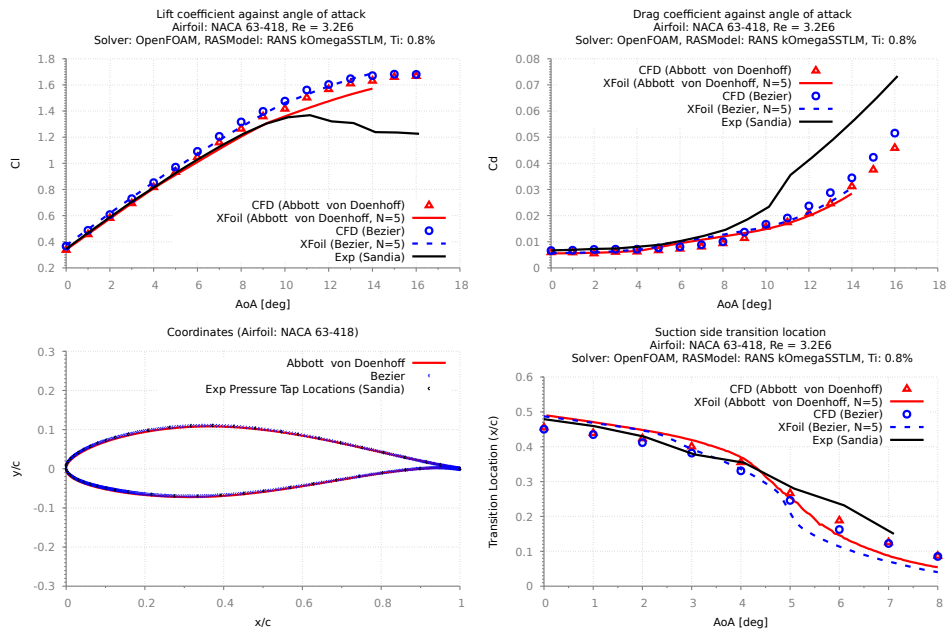 Lift coefficient against angle of attack
Airfoil: NACA 63-418, Re = 3.2E6
Solver: OpenFOAM, RASModel: RANS kOmegaSSTLM, Ti: 0.8%
1.8
1.6
1.4
1.2
1
0.8
0.6
0.4
0.2
Cl
CFD (Abbott von Doenhoff)
XFoil (Abbott von Doenhoff, N=5)
CFD (Bezier)
XFoil (Bezier, N=5)
Exp (Sandia)
0 2 4 6 8 10 12 14 16 18
AoA [deg]
Drag coefficient against angle of attack
Airfoil: NACA 63-418, Re = 3.2E6
Solver: OpenFOAM, RASModel: RANS kOmegaSSTLM, Ti: 0.8%
0.08
0.07
0.06
0.05
0.04
0.03
0.02
0.01
0
Cd
CFD (Abbott von Doenhoff)
XFoil (Abbott von Doenhoff, N=5)
CFD (Bezier)
XFoil (Bezier, N=5)
Exp (Sandia)
0 2 4 6 8 10 12 14 16 18
AoA [deg]
Coordinates (Airfoil: NACA 63-418)
0.3
0.2
0.1
0
-0.1
-0.2
-0.3
y/c
Abbott von Doenhoff
Bezier
Exp Pressure Tap Locations (Sandia)
0 0.2 0.4 0.6 0.8 1
x/c
Suction side transition location
Airfoil: NACA 63-418, Re = 3.2E6
Solver: OpenFOAM, RASModel: RANS kOmegaSSTLM, Ti: 0.8%
0.6
0.5
0.4
0.3
0.2
0.1
0
Transition Location (x/c)
CFD (Abbott von Doenhoff)
XFoil (Abbott von Doenhoff, N=5)
CFD (Bezier)
XFoil (Bezier, N=5)
Exp (Sandia)
0 1 2 3 4 5 6 7 8
AoA [deg]